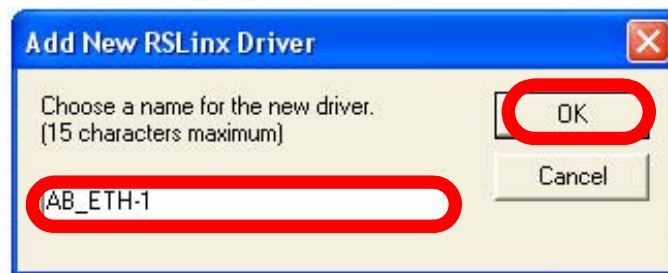 Add New RSLinx Driver
Choose a name for the new driver.
(15 characters maximum)
OK
Cancel
AB_ETH-1